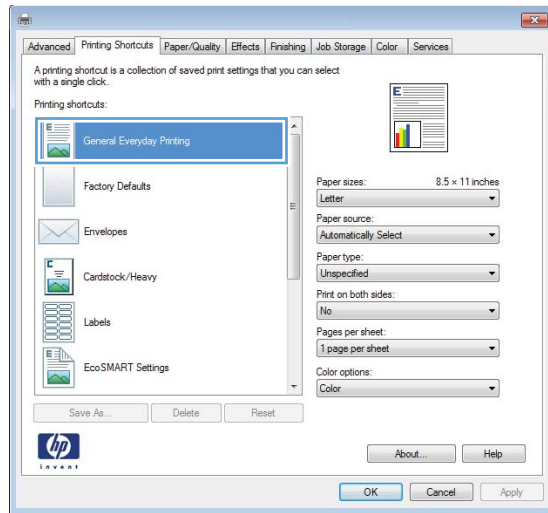 Advanced Printing Shortcuts Paper/Quality Effects Finishing Job Storage Color Services
A printing shortcut is a collection of saved print settings that you can select
with a single click.
Printing shortcuts:
General Everyday Printing
Factory Defaults
Envelopes
Cardstock/Heavy
Labels
EcoSMART Settings
Save As... Delete Reset
E
E
C
E
Paper sizes: 8.5 × 11 inches
Letter
Paper source:
Automatically Select
Paper type:
Unspecified
Print on both sides:
No
Pages per sheet:
1 page per sheet
Color options:
Color
hp
invent
About... Help
OK Cancel Apply